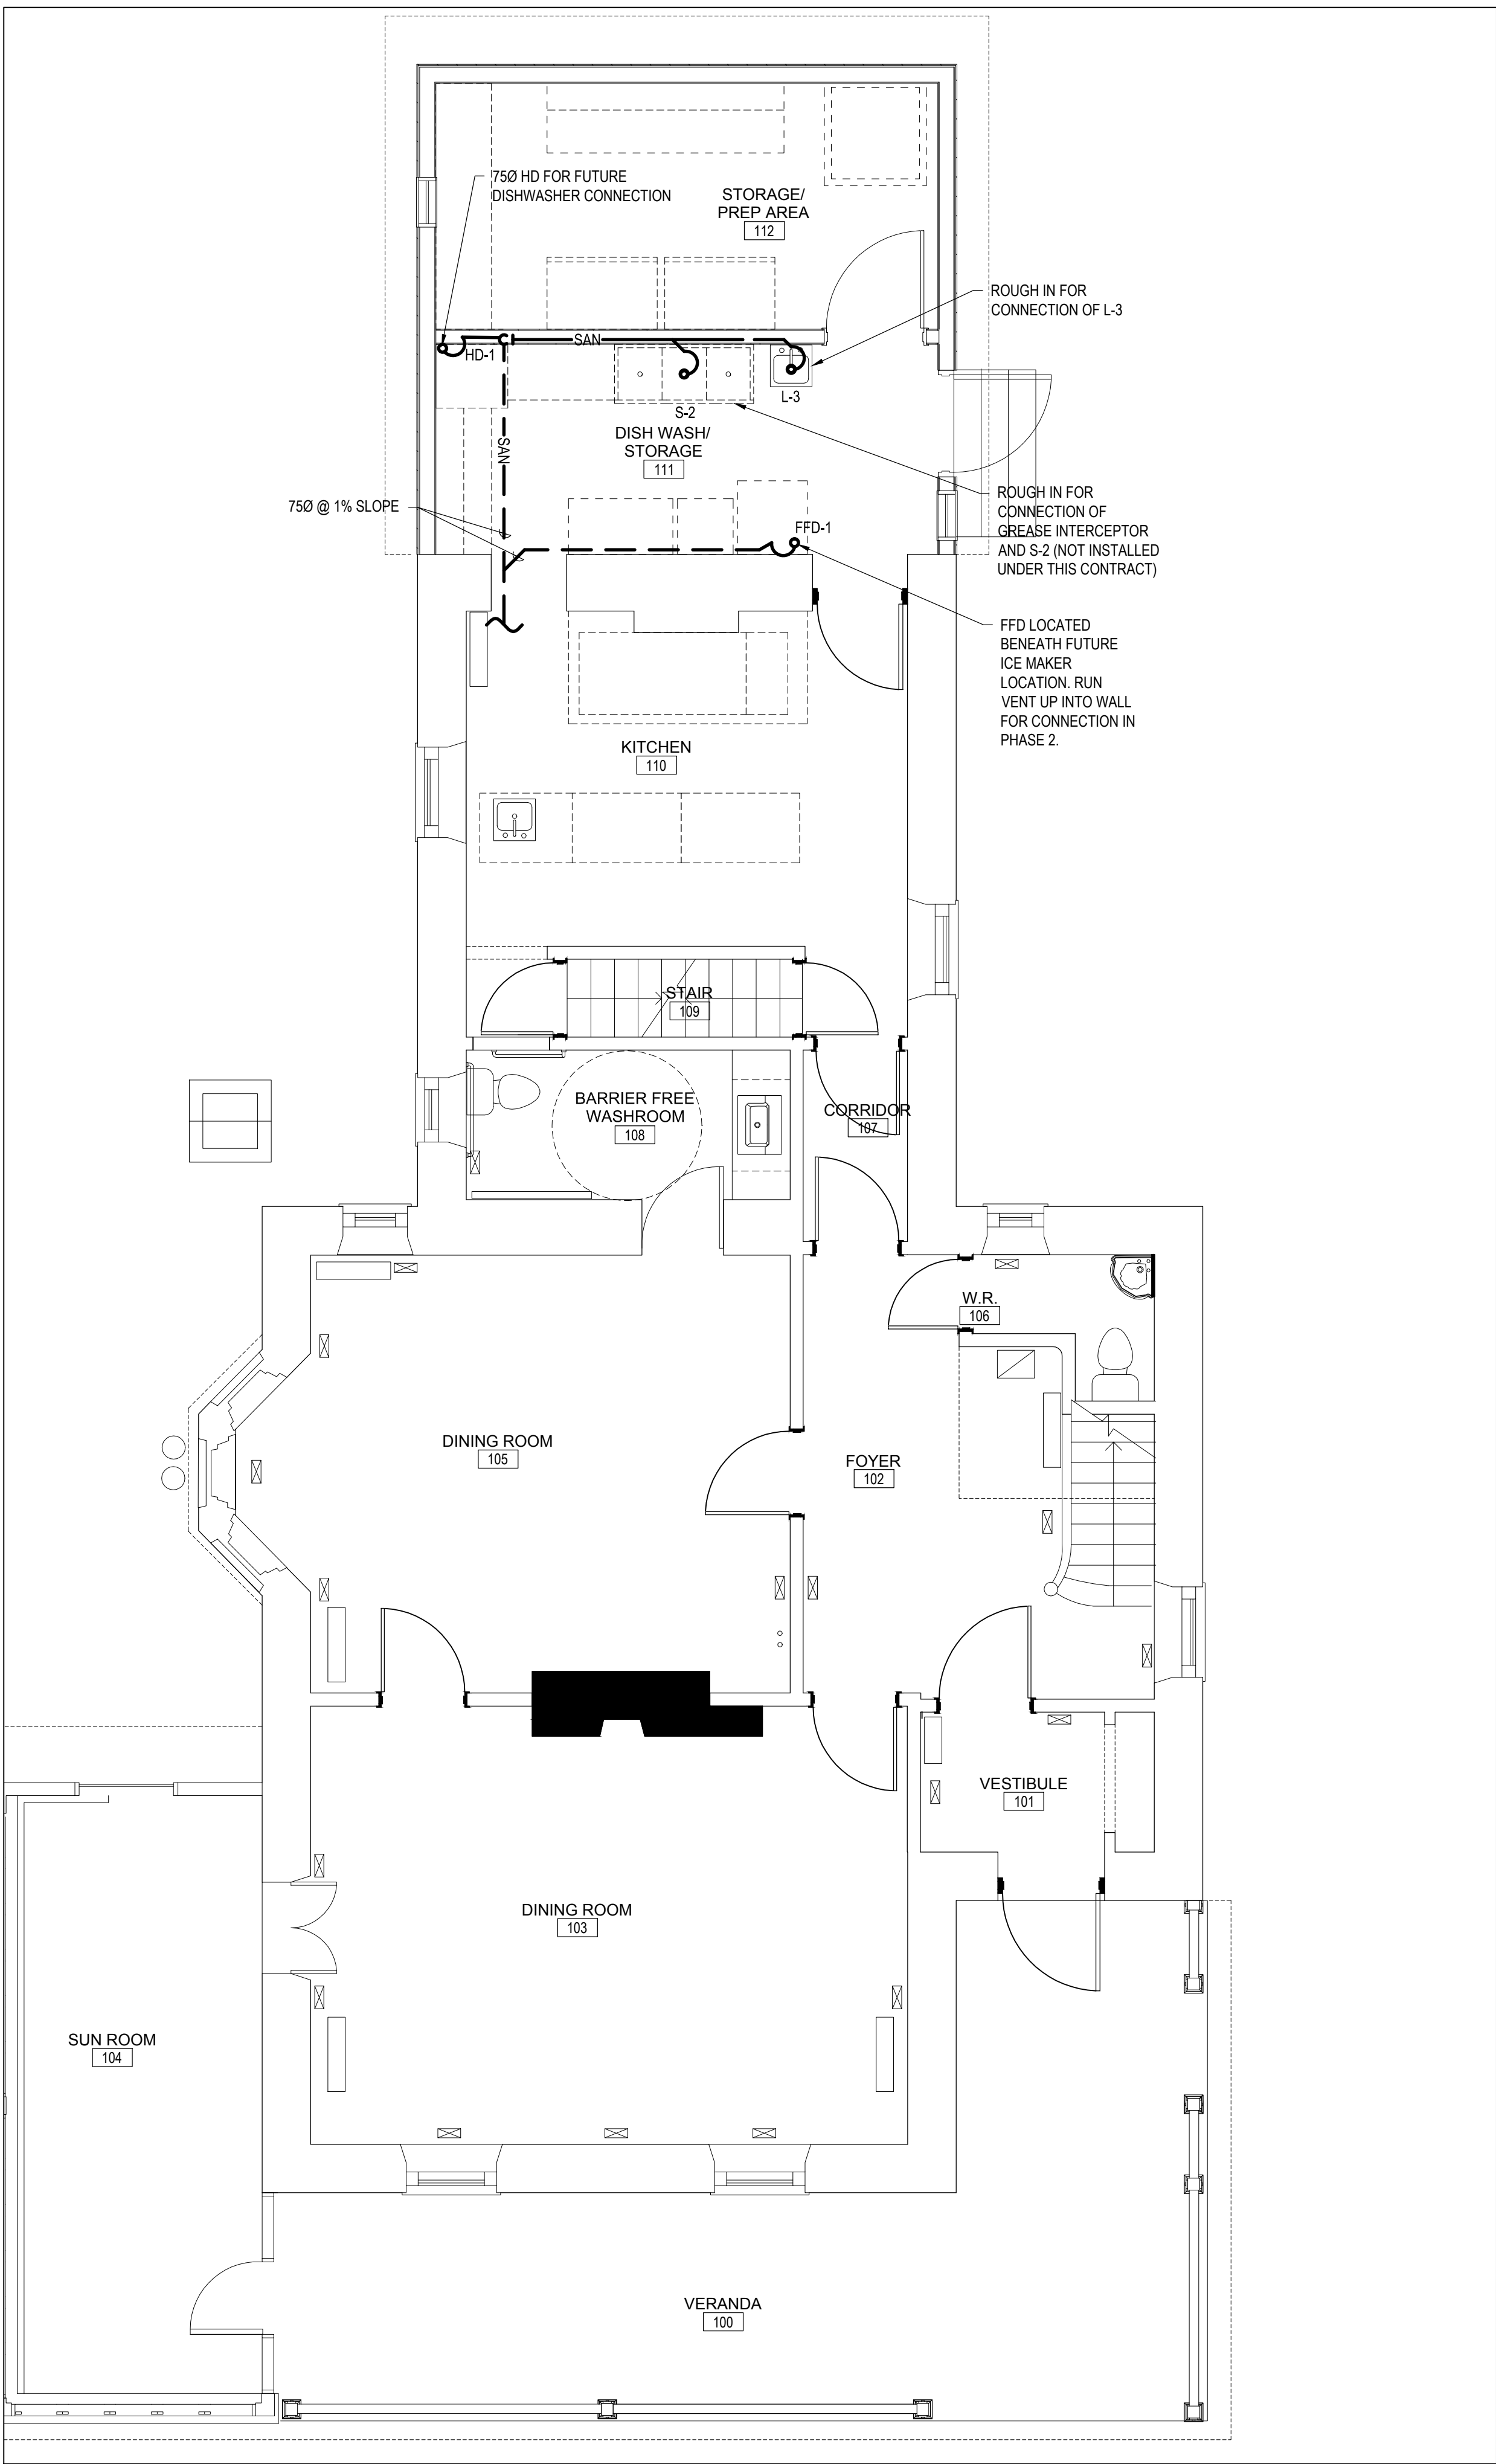 75Ø HD FOR FUTURE
DISHWASHER CONNECTION
STORAGE/
PREP AREA
112
ROUGH IN FOR
CONNECTION OF L-3
SAN
HD-1
L-3
S-2
DISH WASH/
STORAGE
111
SAN
75Ø @ 1% SLOPE
ROUGH IN FOR
CONNECTION OF
GREASE INTERCEPTOR
AND S-2 (NOT INSTALLED
UNDER THIS CONTRACT)
FFD-1
FFD LOCATED
BENEATH FUTURE
ICE MAKER
LOCATION. RUN
VENT UP INTO WALL
FOR CONNECTION IN
PHASE 2.
KITCHEN
110
STAIR
109
BARRIER FREE
WASHROOM
108
CORRIDOR
107
W.R.
106
DINING ROOM
105
FOYER
102
VESTIBULE
101
DINING ROOM
103
SUN ROOM
104
VERANDA
100